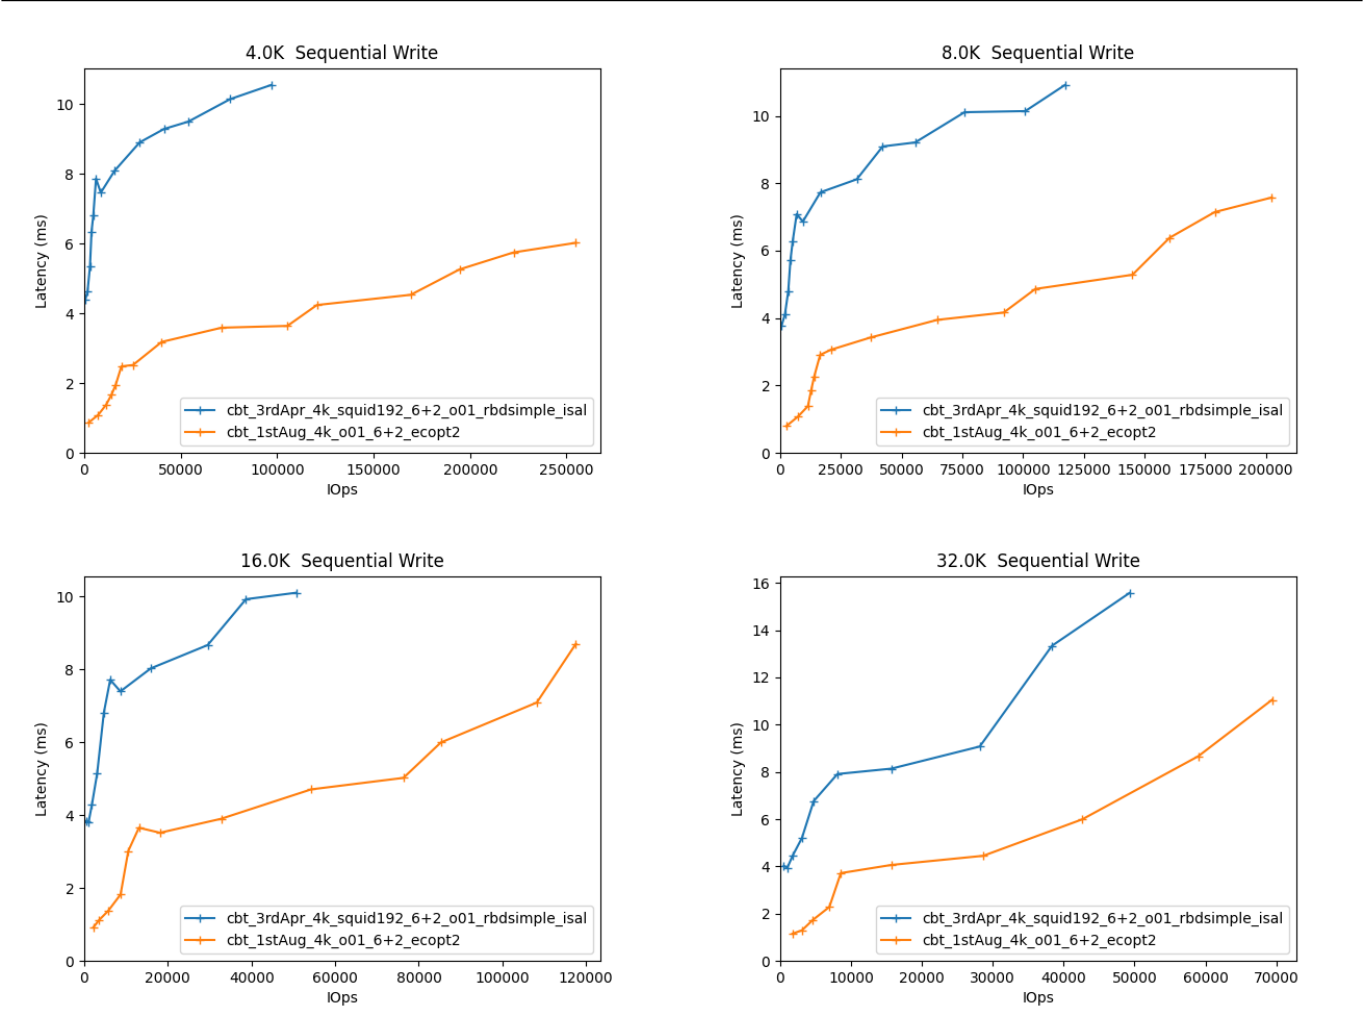 4.0K  Sequential Write
10
8
6
4
2
0
Latency (ms)
0 50000 100000 150000 200000 250000
IOps
cbt_3rdApr_4k_squid192_6+2_o01_rbdsimple_isal
cbt_1stAug_4k_o01_6+2_ecopt2
8.0K  Sequential Write
10
8
6
4
2
0
Latency (ms)
0 25000 50000 75000 100000 125000 150000 175000 200000
IOps
cbt_3rdApr_4k_squid192_6+2_o01_rbdsimple_isal
cbt_1stAug_4k_o01_6+2_ecopt2
16.0K  Sequential Write
10
8
6
4
2
0
Latency (ms)
0 20000 40000 60000 80000 100000 120000
IOps
cbt_3rdApr_4k_squid192_6+2_o01_rbdsimple_isal
cbt_1stAug_4k_o01_6+2_ecopt2
32.0K  Sequential Write
16
14
12
10
8
6
4
2
0
Latency (ms)
0 10000 20000 30000 40000 50000 60000 70000
IOps
cbt_3rdApr_4k_squid192_6+2_o01_rbdsimple_isal
cbt_1stAug_4k_o01_6+2_ecopt2